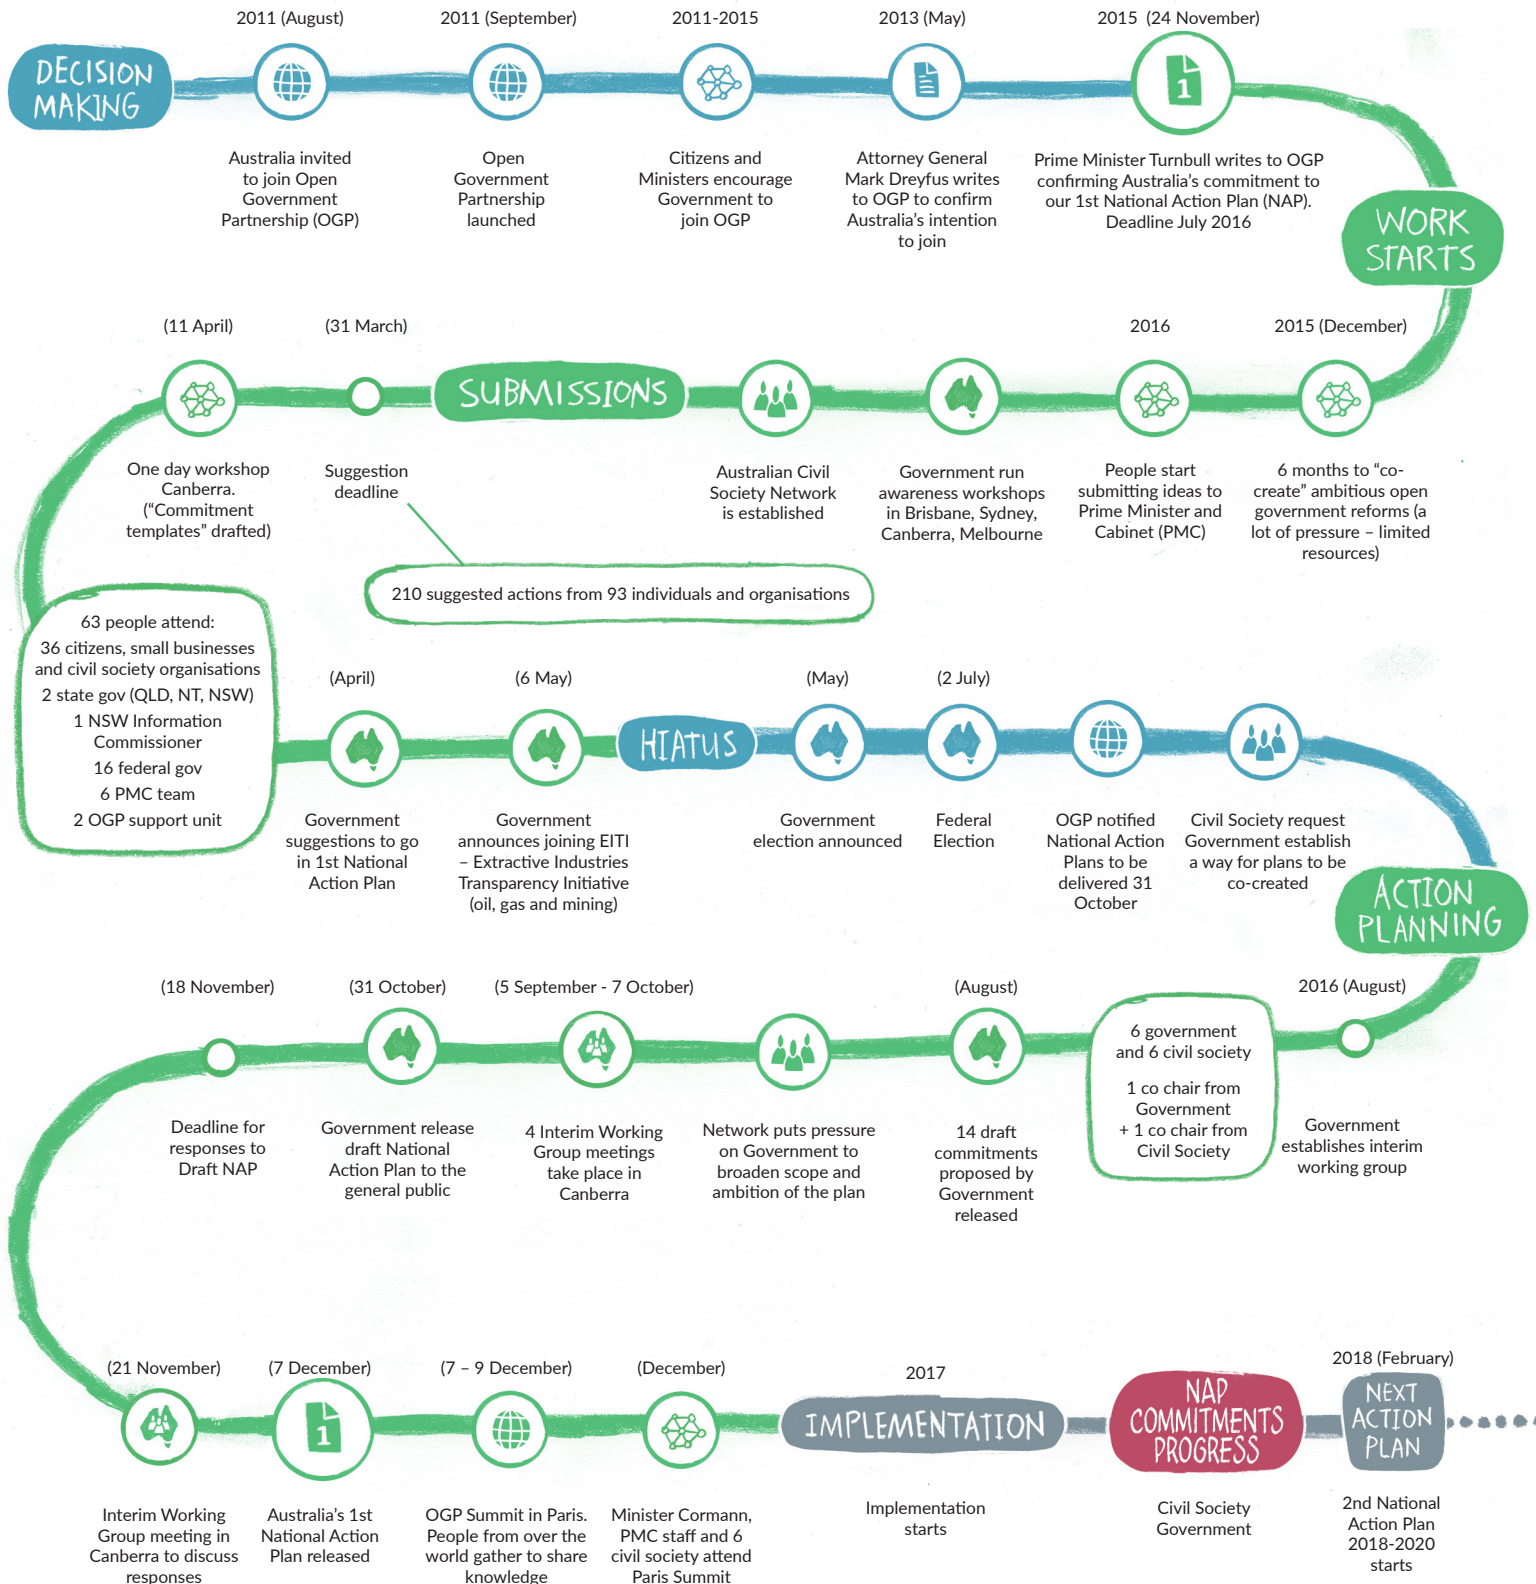 2011 (August)
2011 (September)
2011-2015
2013 (May)
2015 (24 November)
DECISION
MAKING
1
Australia invited
to join Open
Government
Partnership (OGP)
Open
Government
Partnership
launched
Citizens and
Ministers encourage
Government to
join OGP
Attorney General
Mark Dreyfus writes
to OGP to confirm
Australia's intention
to join
Prime Minister Turnbull writes to OGP
confirming Australia's commitment to
our 1st National Action Plan (NAP).
Deadline July 2016
WORK
STARTS
2015 (December)
6 months to "co-
create" ambitious open
government reforms (a
lot of pressure – limited
resources)
2016
People start
submitting ideas to
Prime Minister and
Cabinet (PMC)
Government run
awareness workshops
in Brisbane, Sydney,
Canberra, Melbourne
Australian Civil
Society Network
is established
SUBMISSIONS
(31 March)
Suggestion
deadline
210 suggested actions from 93 individuals and organisations
(11 April)
One day workshop
Canberra.
("Commitment
templates" drafted)
63 people attend:
36 citizens, small businesses
and civil society organisations
2 state gov (QLD, NT, NSW)
1 NSW Information
Commissioner
16 federal gov
6 PMC team
2 OGP support unit
(April)
Government
suggestions to go
in 1st National
Action Plan
(6 May)
Government
announces joining EITI
– Extractive Industries
Transparency Initiative
(oil, gas and mining)
HIATUS
(May)
Government
election announced
(2 July)
Federal
Election
OGP notified
National Action
Plans to be
delivered 31
October
Civil Society request
Government establish
a way for plans to be
co-created
ACTION
PLANNING
2016 (August)
Government
establishes interim
working group
6 government
and 6 civil society
1 co chair from
Government
+ 1 co chair from
Civil Society
(August)
14 draft
commitments
proposed by
Government
released
Network puts pressure
on Government to
broaden scope and
ambition of the plan
(5 September - 7 October)
4 Interim Working
Group meetings
take place in
Canberra
(31 October)
Government release
draft National
Action Plan to the
general public
(18 November)
Deadline for
responses to
Draft NAP
(21 November)
Interim Working
Group meeting in
Canberra to discuss
responses
(7 December)
1
Australia's 1st
National Action
Plan released
(7 – 9 December)
OGP Summit in Paris.
People from over the
world gather to share
knowledge
(December)
Minister Cormann,
PMC staff and 6
civil society attend
Paris Summit
2017
IMPLEMENTATION
Implementation
starts
NAP
COMMITMENTS
PROGRESS
Civil Society
Government
2018 (February)
NEXT
ACTION
PLAN
2nd National
Action Plan
2018-2020
starts